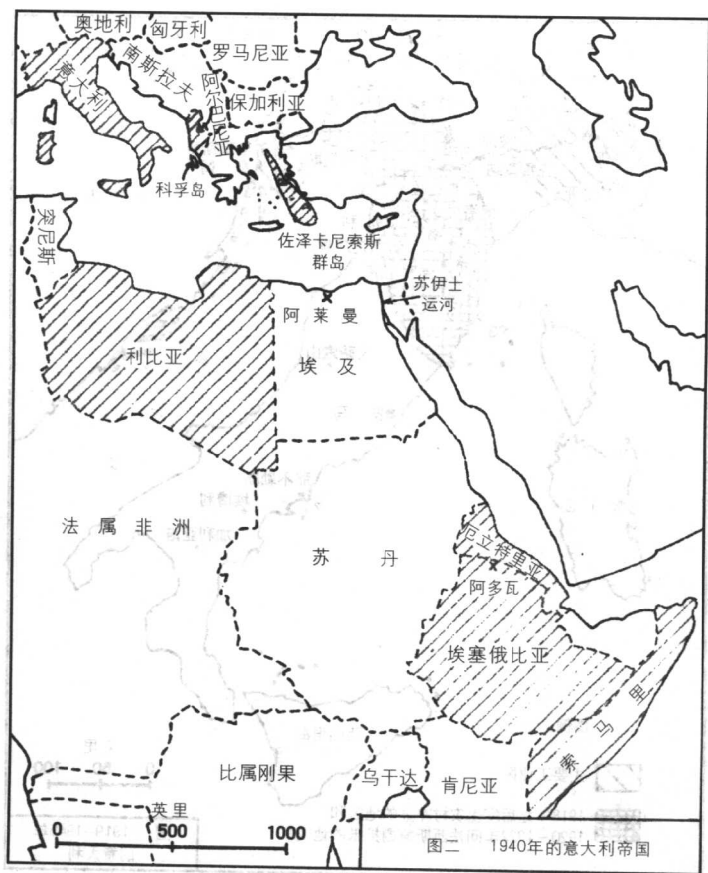 奥地利
匈牙利
罗马尼亚
南斯拉夫
意大利
阿尔巴尼亚
保加利亚
科孚岛
突尼斯
佐泽卡尼索斯
群岛
苏伊士
运河
阿莱曼
利比亚
埃及
法属非洲
苏丹
厄立特里亚
阿多瓦
埃塞俄比亚
索马里
比属刚果
乌干达
肯尼亚
英里
0 500 1000
图二 1940年的意大利帝国